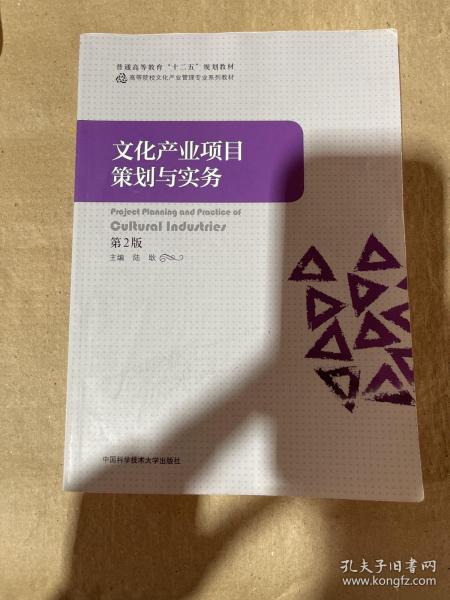 普通高等教育“十二五”规划教材
高等院校文化产业管理专业系列教材
文化产业项目
策划与实务
Project Planning and Practice of
Cultural Industries
第2版
主编 陆耿
中国科学技术大学出版社
孔夫子旧书网
www.kongfz.com